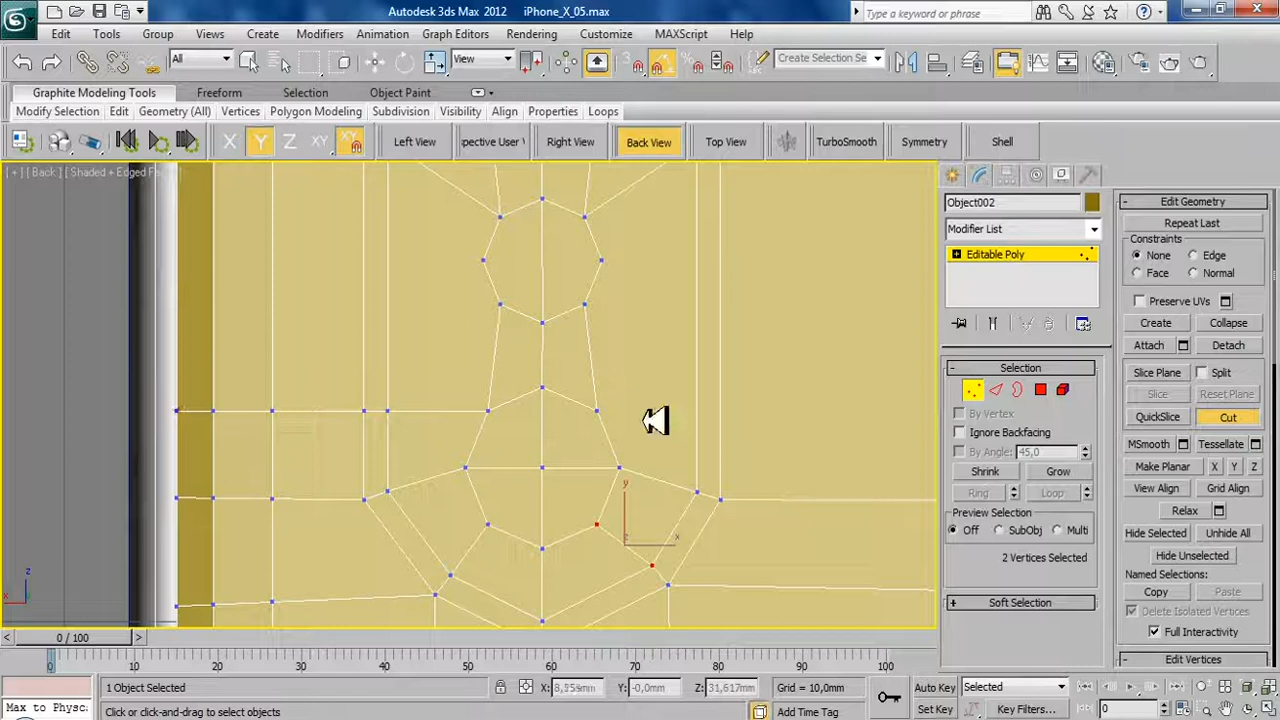 Autodesk 3ds Max 2012 iPhone_X_05.max
Type a keyword or phrase
Edit Tools Group Views Create Modifiers Animation Graph Editors Rendering Customize MAXScript Help
All View Create Selection Se
Graphite Modeling Tools Freeform Selection Object Paint
Modify Selection Edit Geometry (All) Vertices Polygon Modeling Subdivision Visibility Align Properties Loops
X Y Z XY XY Left View pective User V Right View Back View Top View TurboSmooth Symmetry Shell
[ + ] [ Back ] [ Shaded + Edged F
Object002
Modifier List
Editable Poly
- Selection
By Vertex
Ignore Backfacing
By Angle: 45,0
Shrink Grow
Ring Loop
Preview Selection
Off SubObj Multi
2 Vertices Selected
+ Soft Selection
- Edit Geometry
Repeat Last
Constraints
None Edge
Face Normal
Preserve UVs
Create Collapse
Attach Detach
Slice Plane Split
Slice Reset Plane
QuickSlice Cut
MSmooth Tessellate
Make Planar X Y Z
View Align Grid Align
Relax
Hide Selected Unhide All
Hide Unselected
Named Selections:
Copy Paste
Delete Isolated Vertices
Full Interactivity
- Edit Vertices
y
x
z
z
x
< 0 / 100 >
0 10 20 30 40 50 60 70 80 90 100
1 Object Selected X: 8,359mm Y: -0,0mm Z: 31,617mm Grid = 10,0mm Auto Key Selected
Max to Physc Click or click-and-drag to select objects Add Time Tag Set Key Key Filters... 0